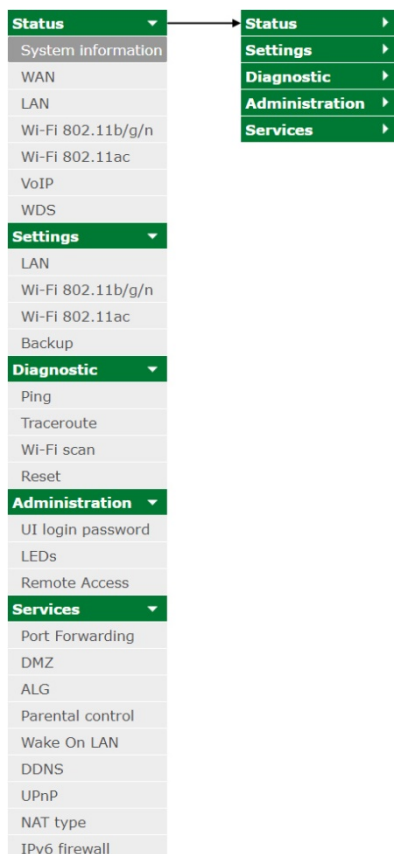 Status
System information
WAN
LAN
Wi-Fi 802.11b/g/n
Wi-Fi 802.11ac
VoIP
WDS
Settings
LAN
Wi-Fi 802.11b/g/n
Wi-Fi 802.11ac
Backup
Diagnostic
Ping
Traceroute
Wi-Fi scan
Reset
Administration
UI login password
LEDs
Remote Access
Services
Port Forwarding
DMZ
ALG
Parental control
Wake On LAN
DDNS
UPnP
NAT type
IPv6 firewall
Status
Settings
Diagnostic
Administration
Services